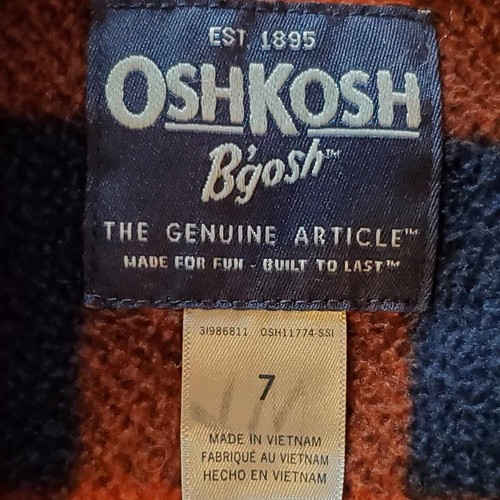 EST. 1895
OSHKOSH
B'gosh™
THE GENUINE ARTICLE™
MADE FOR FUN - BUILT TO LAST™
31986811 OSH11774-SSI
7
MADE IN VIETNAM
FABRIQUÉ AU VIETNAM
HECHO EN VIETNAM